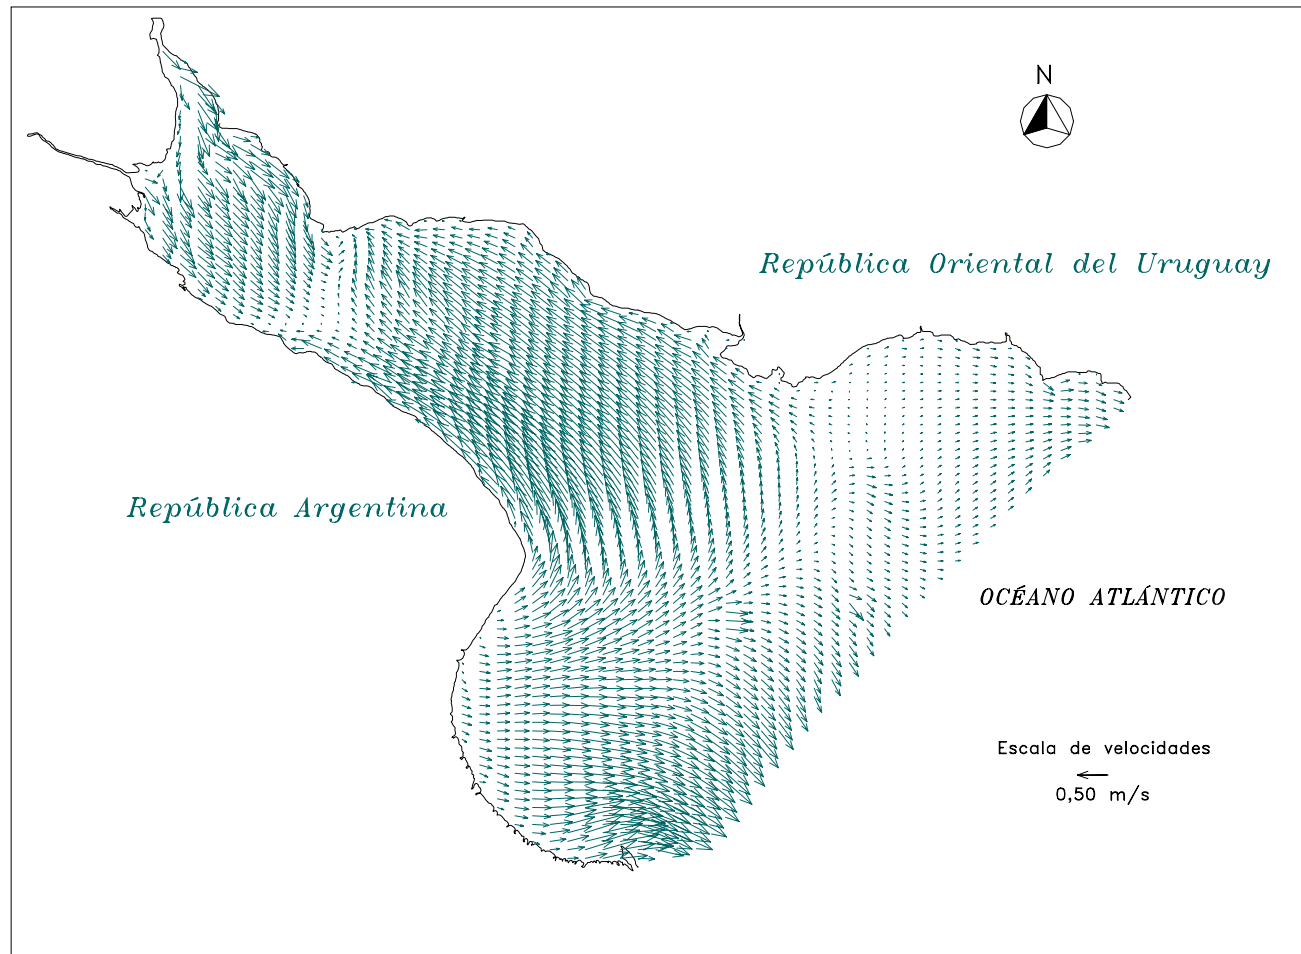 N
República Oriental del Uruguay
República Argentina
OCÉANO ATLÁNTICO
Escala de velocidades
0,50 m/s